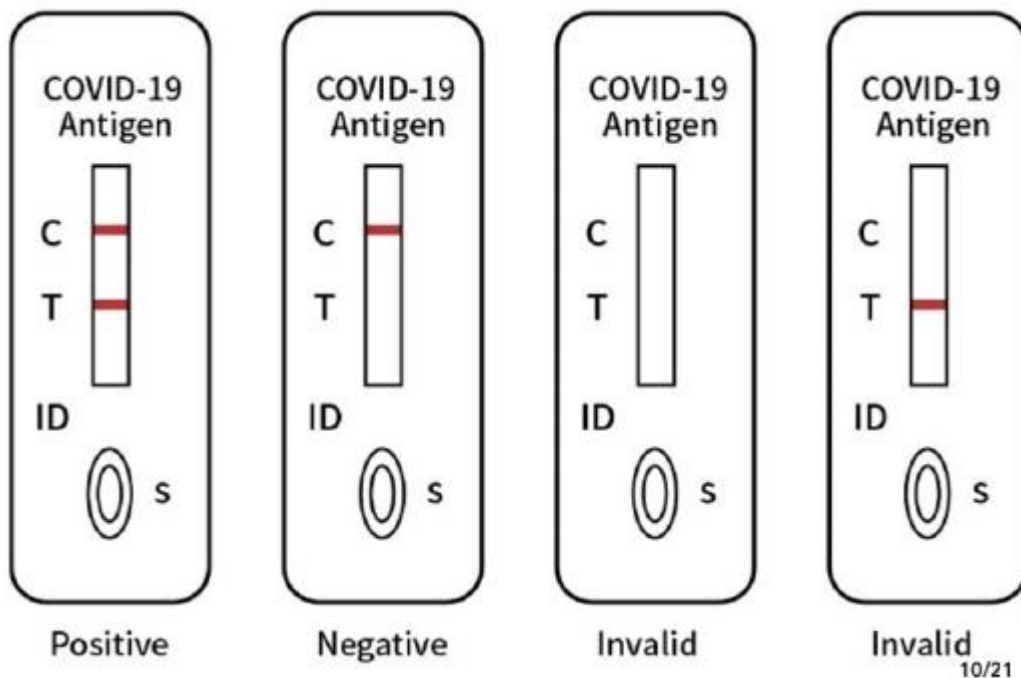 COVID-19
Antigen
C
T
ID
S
Positive
COVID-19
Antigen
C
T
ID
S
Negative
COVID-19
Antigen
C
T
ID
S
Invalid
COVID-19
Antigen
C
T
ID
S
Invalid
10/21